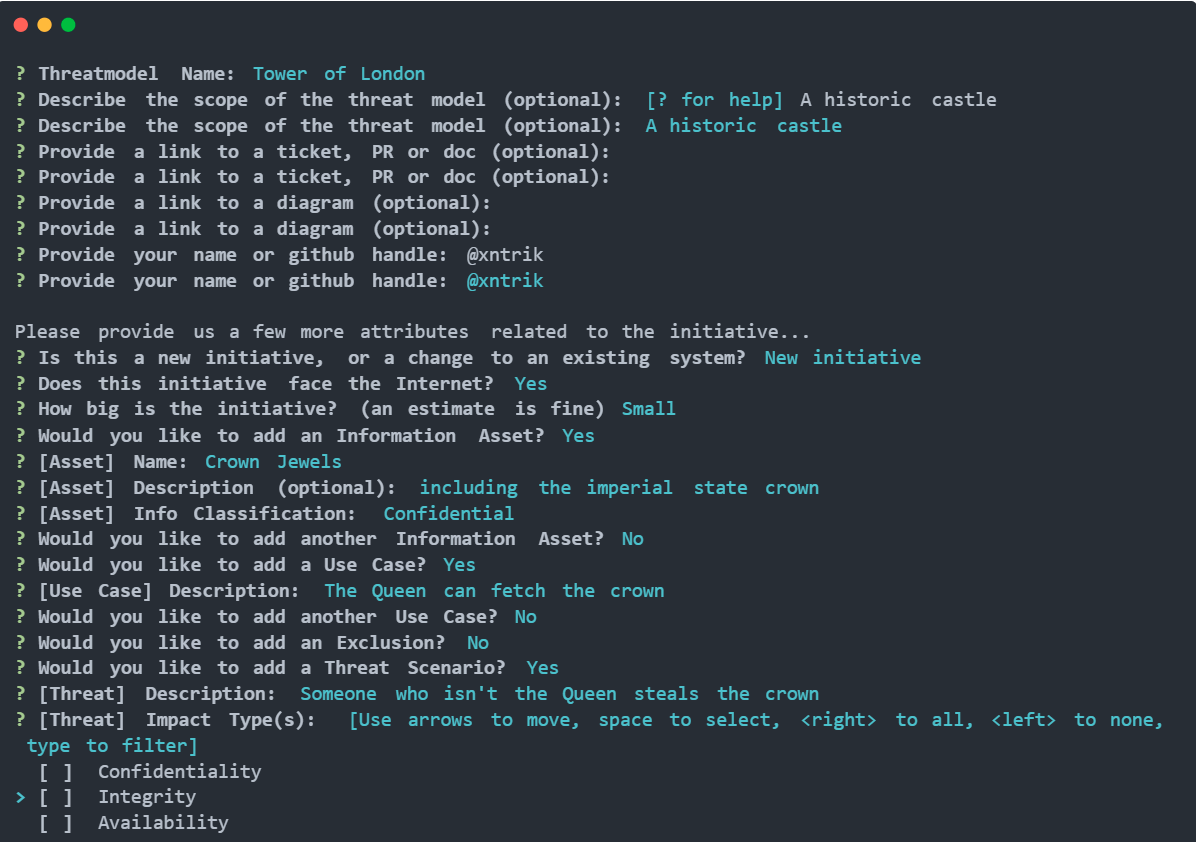 ? Threatmodel Name: Tower of London
? Describe the scope of the threat model (optional): [? for help] A historic castle
? Describe the scope of the threat model (optional): A historic castle
? Provide a link to a ticket, PR or doc (optional):
? Provide a link to a ticket, PR or doc (optional):
? Provide a link to a diagram (optional):
? Provide a link to a diagram (optional):
? Provide your name or github handle: @xntrik
? Provide your name or github handle: @xntrik
Please provide us a few more attributes related to the initiative...
? Is this a new initiative, or a change to an existing system? New initiative
? Does this initiative face the Internet? Yes
? How big is the initiative? (an estimate is fine) Small
? Would you like to add an Information Asset? Yes
? [Asset] Name: Crown Jewels
? [Asset] Description (optional): including the imperial state crown
? [Asset] Info Classification: Confidential
? Would you like to add another Information Asset? No
? Would you like to add a Use Case? Yes
? [Use Case] Description: The Queen can fetch the crown
? Would you like to add another Use Case? No
? Would you like to add an Exclusion? No
? Would you like to add a Threat Scenario? Yes
? [Threat] Description: Someone who isn't the Queen steals the crown
? [Threat] Impact Type(s): [Use arrows to move, space to select, <right> to all, <left> to none,
type to filter]
[ ] Confidentiality
> [ ] Integrity
[ ] Availability